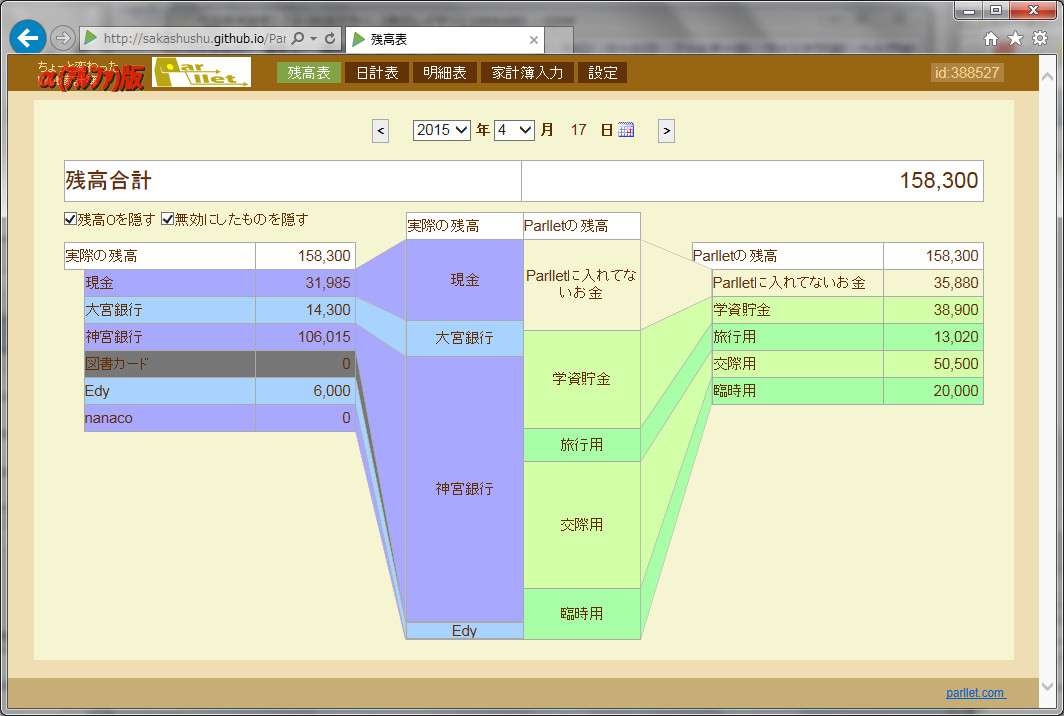 http://sakashushu.github.io/Par
残高表
ちょっと変わった
α(アルファ)版
Parllet
残高表 日計表 明細表 家計簿入力 設定
id:388527
< 2015 年 4 月 17 日 >
残高合計 158,300
残高0を隠す 無効にしたものを隠す
実際の残高 158,300
現金 31,985
大宮銀行 14,300
神宮銀行 106,015
図書カード 0
Edy 6,000
nanaco 0
実際の残高 Parlletの残高
現金
大宮銀行
神宮銀行
Edy
Parlletに入れてな
いお金
学資貯金
旅行用
交際用
臨時用
Parlletの残高 158,300
Parlletに入れてないお金 35,880
学資貯金 38,900
旅行用 13,020
交際用 50,500
臨時用 20,000
parllet.com